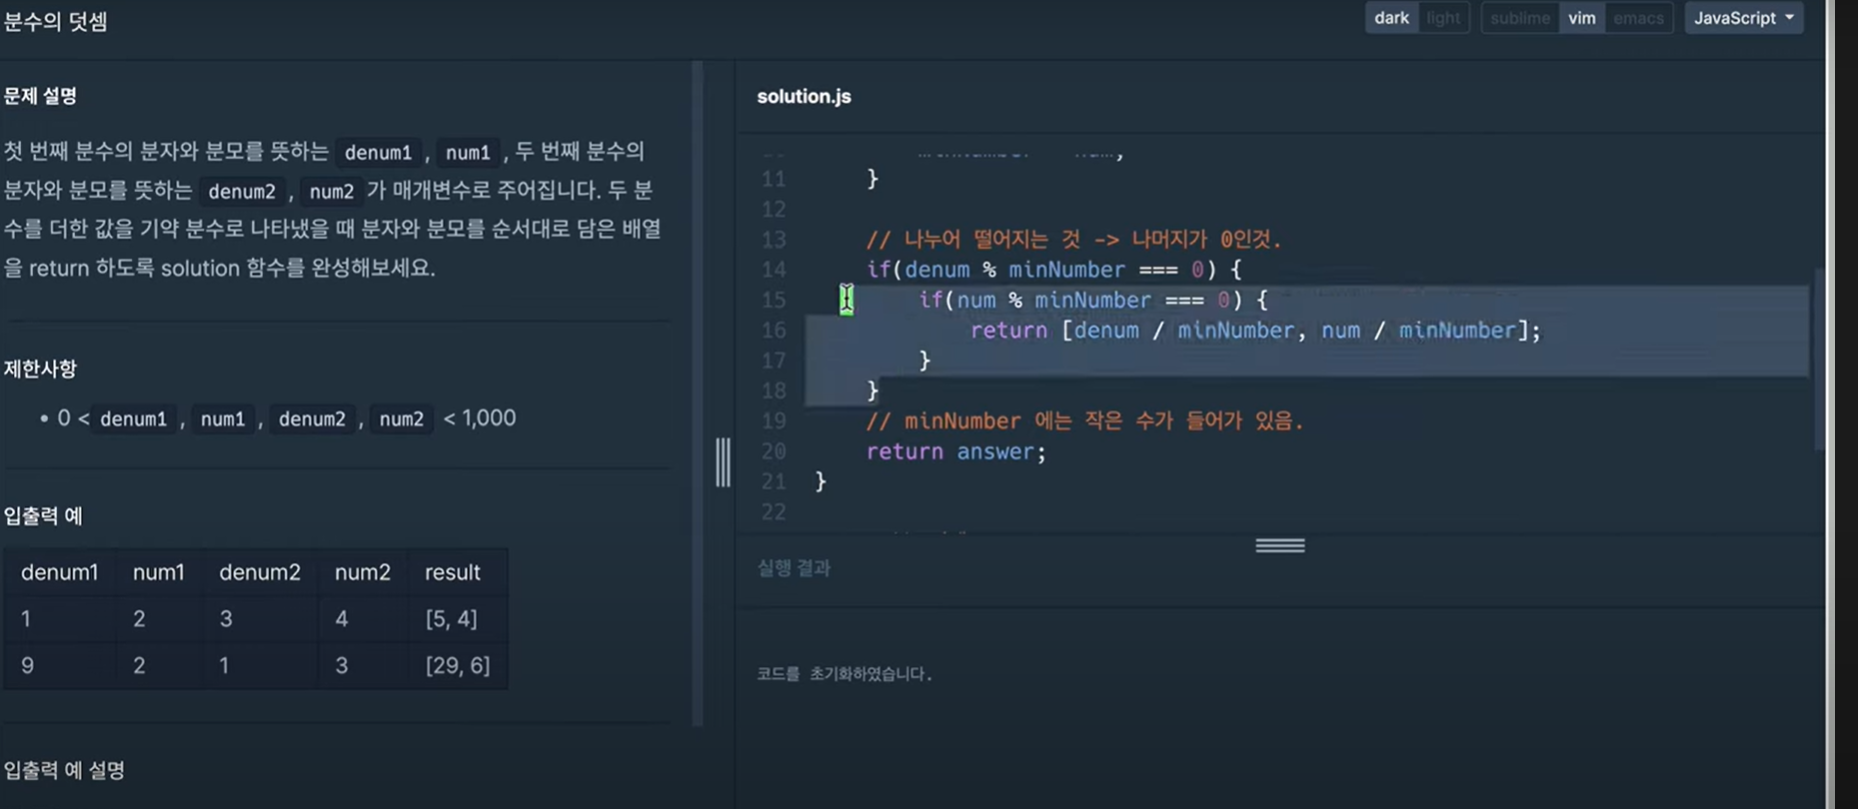 분수의 덧셈
dark light sublime vim emacs JavaScript
문제 설명
첫 번째 분수의 분자와 분모를 뜻하는 denum1 , num1 , 두 번째 분수의
분자와 분모를 뜻하는 denum2 , num2 가 매개변수로 주어집니다. 두 분
수를 더한 값을 기약 분수로 나타냈을 때 분자와 분모를 순서대로 담은 배열
을 return 하도록 solution 함수를 완성해보세요.
제한사항
• 0 < denum1 , num1 , denum2 , num2 < 1,000
입출력 예
denum1 num1 denum2 num2 result
1 2 3 4 [5, 4]
9 2 1 3 [29, 6]
입출력 예 설명
solution.js
11 }
12
13 // 나누어 떨어지는 것 -> 나머지가 0인것.
14 if(denum % minNumber === 0) {
15 if(num % minNumber === 0) {
16 return [denum / minNumber, num / minNumber];
17 }
18 }
19 // minNumber 에는 작은 수가 들어가 있음.
20 return answer;
21 }
22
실행 결과
코드를 초기화하였습니다.